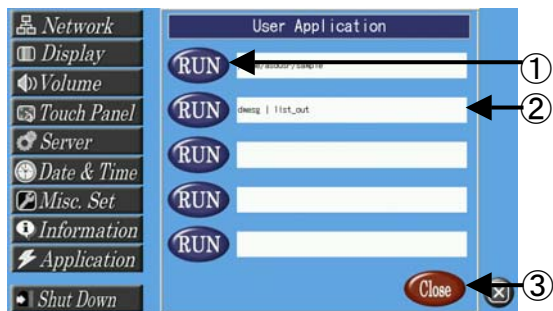 Network
Display
Volume
Touch Panel
Server
Date & Time
Misc. Set
Information
Application
Shut Down
User Application
RUN
①
RUN
dmesg | list_out
②
RUN
RUN
RUN
Close
③